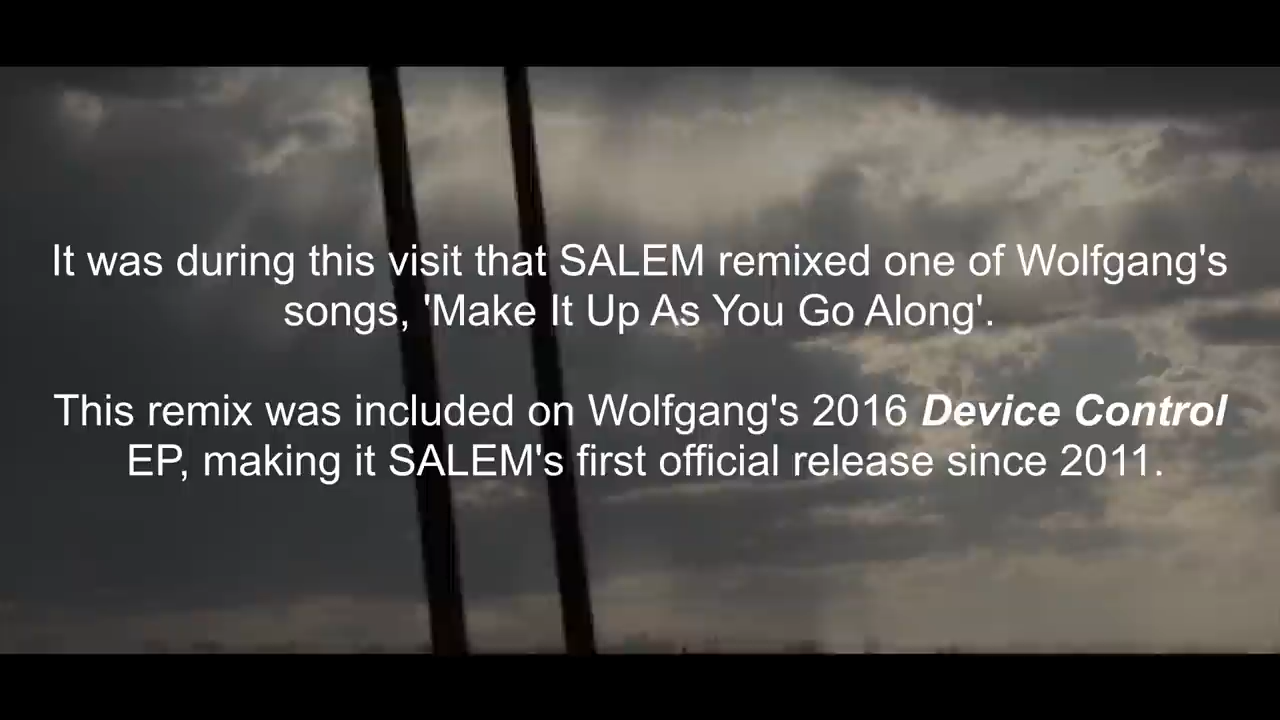 It was during this visit that SALEM remixed one of Wolfgang's
songs, 'Make It Up As You Go Along'.
This remix was included on Wolfgang's 2016 Device Control
EP, making it SALEM's first official release since 2011.